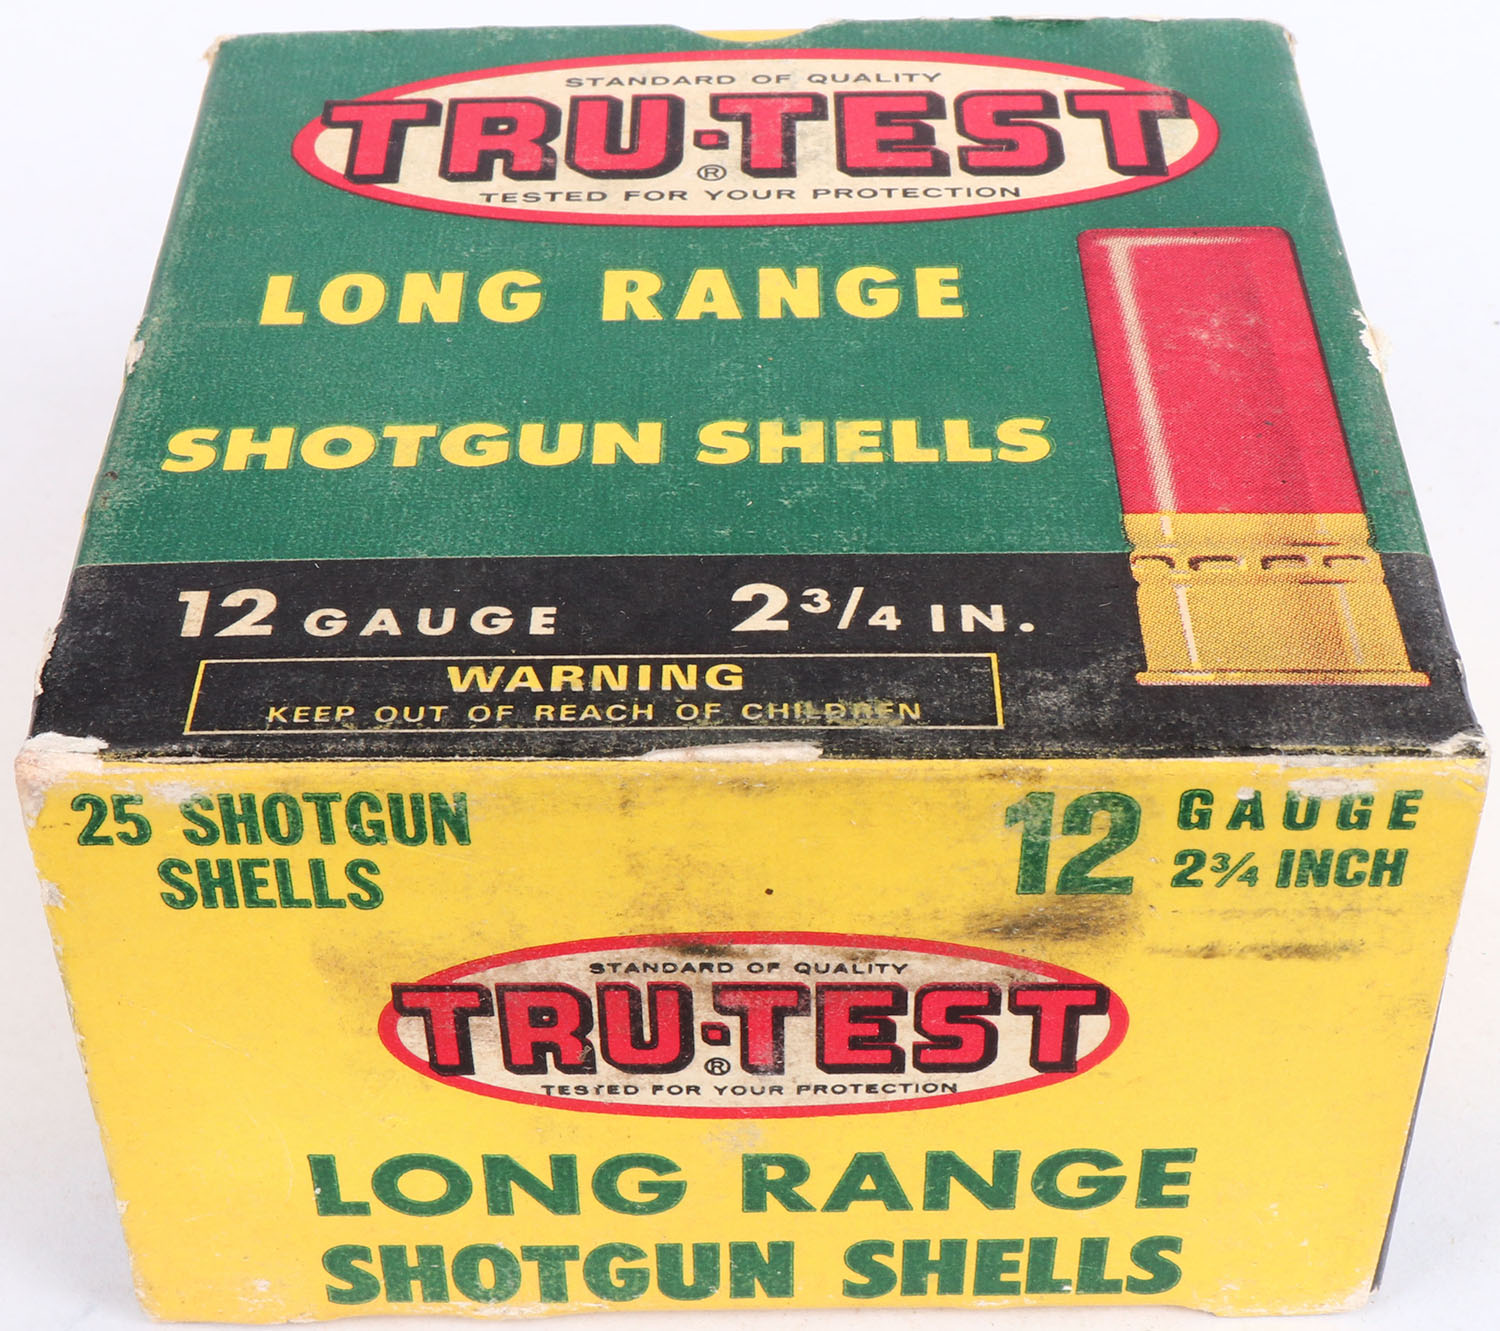 STANDARD OF QUALITY
TRU·TEST®
TESTED FOR YOUR PROTECTION
LONG RANGE
SHOTGUN SHELLS
12 GAUGE 2 3/4 IN.
WARNING
KEEP OUT OF REACH OF CHILDREN
25 SHOTGUN
SHELLS
12 GAUGE
2 3/4 INCH
STANDARD OF QUALITY
TRU·TEST®
TESTED FOR YOUR PROTECTION
LONG RANGE
SHOTGUN SHELLS